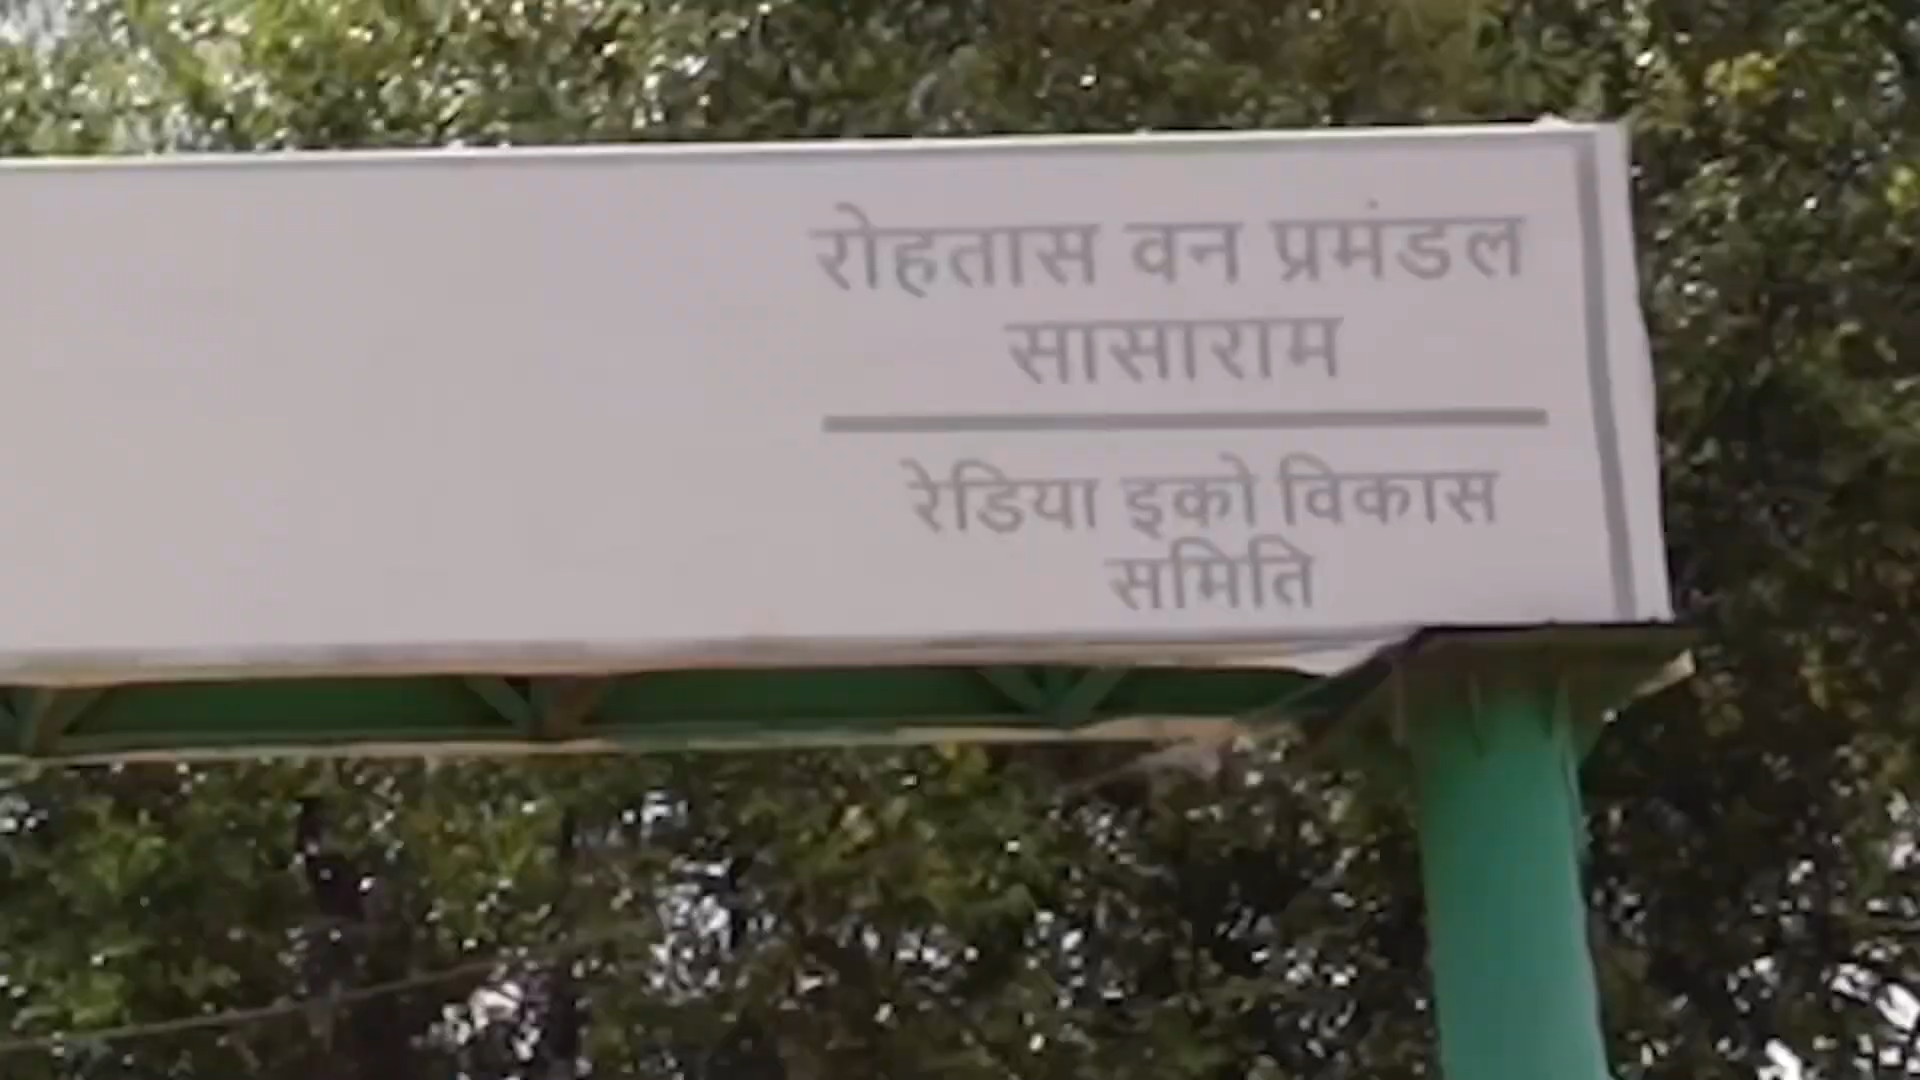 रोहतास वन प्रमंडल
सासाराम
रेडिया इको विकास
समिति